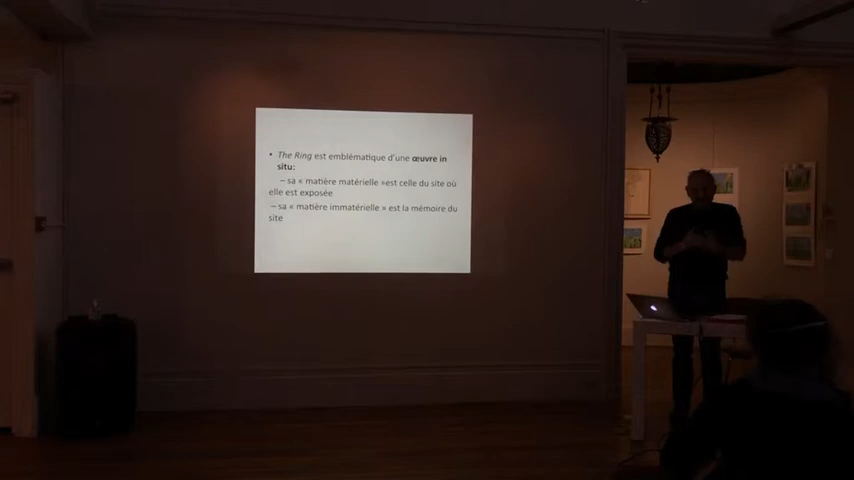 • The Ring est emblématique d'une œuvre in
situ:
– sa « matière matérielle »est celle du site où
elle est exposée
– sa « matière immatérielle » est la mémoire du
site